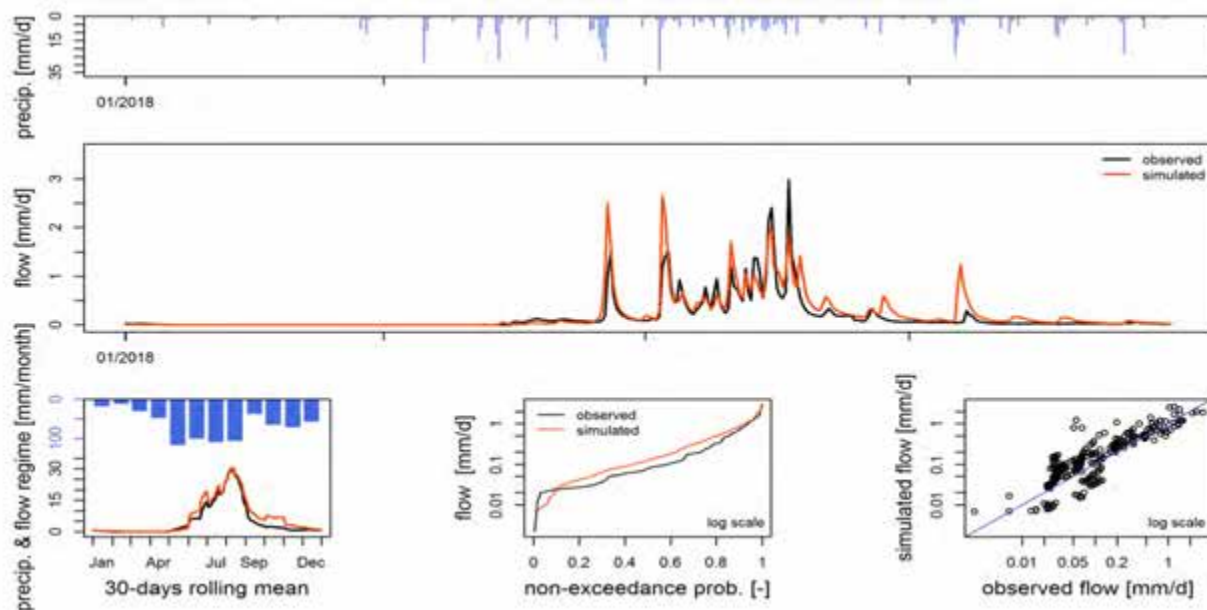 precip. [mm/d]
0
15
35
01/2018
flow [mm/d]
3
2
1
0
observed
simulated
01/2018
precip. & flow regime [mm/month]
0
100
30
15
0
Jan Apr Jul Sep Dec
30-days rolling mean
flow [mm/d]
1
0.1
0.01
observed
simulated
log scale
0 0.2 0.4 0.6 0.8 1
non-exceedance prob. [-]
simulated flow [mm/d]
1
0.1
0.01
log scale
0.01 0.05 0.2 1
observed flow [mm/d]